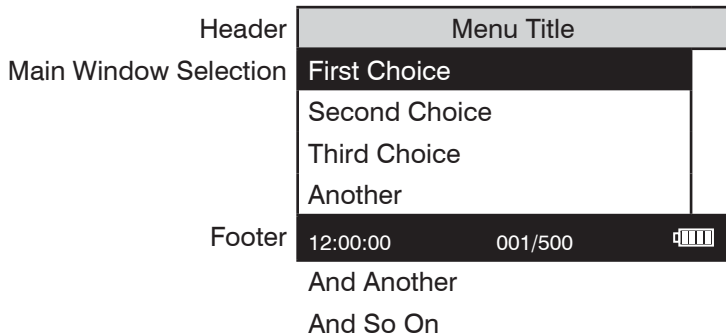 Header Menu Title
Main Window Selection First Choice
Second Choice
Third Choice
Another
Footer 12:00:00 001/500
And Another
And So On